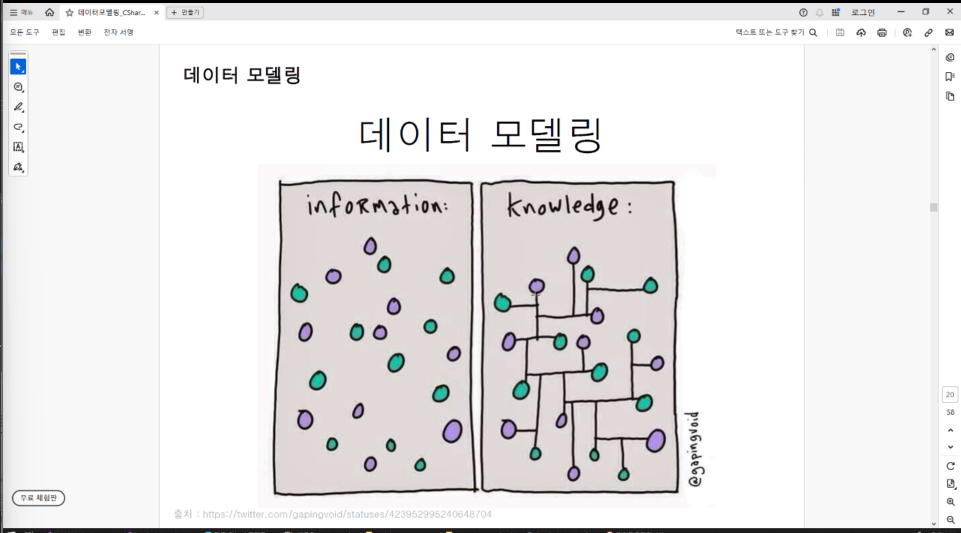 메뉴
데이터모델링_CShar...
만들기
로그인
모든 도구
편집
변환
전자 서명
텍스트 또는 도구 찾기
데이터 모델링
데이터 모델링
information:
knowledge:
@gapingvoid
20
58
무료 체험판
출처 : https://twitter.com/gapingvoid/statuses/423952995240648704